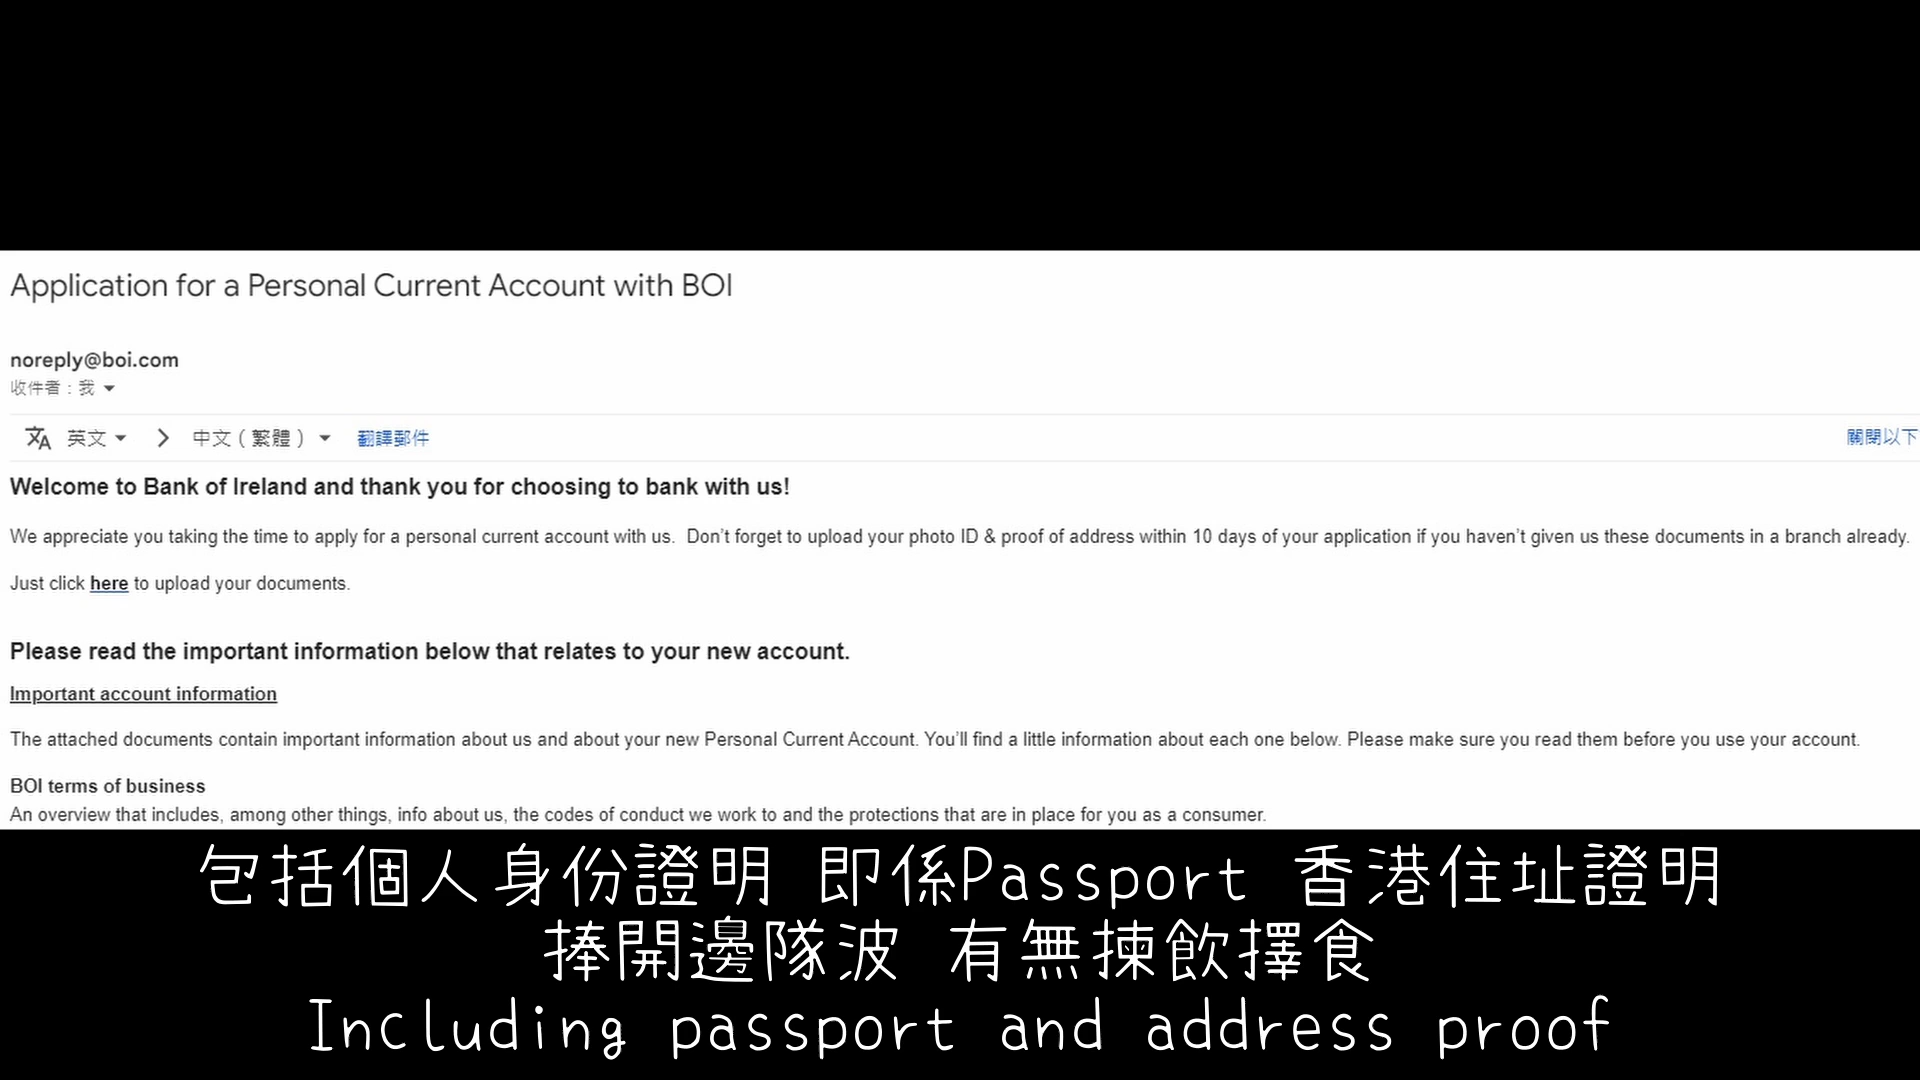 Application for a Personal Current Account with BOI
noreply@boi.com
收件者：我
英文 > 中文（繁體） 翻譯郵件 關閉以下
Welcome to Bank of Ireland and thank you for choosing to bank with us!
We appreciate you taking the time to apply for a personal current account with us. Don't forget to upload your photo ID & proof of address within 10 days of your application if you haven't given us these documents in a branch already.
Just click here to upload your documents.
Please read the important information below that relates to your new account.
Important account information
The attached documents contain important information about us and about your new Personal Current Account. You'll find a little information about each one below. Please make sure you read them before you use your account.
BOI terms of business
An overview that includes, among other things, info about us, the codes of conduct we work to and the protections that are in place for you as a consumer.
包括個人身份證明 即係Passport 香港住址證明
捧開邊隊波 有無揀飲擇食
Including passport and address proof